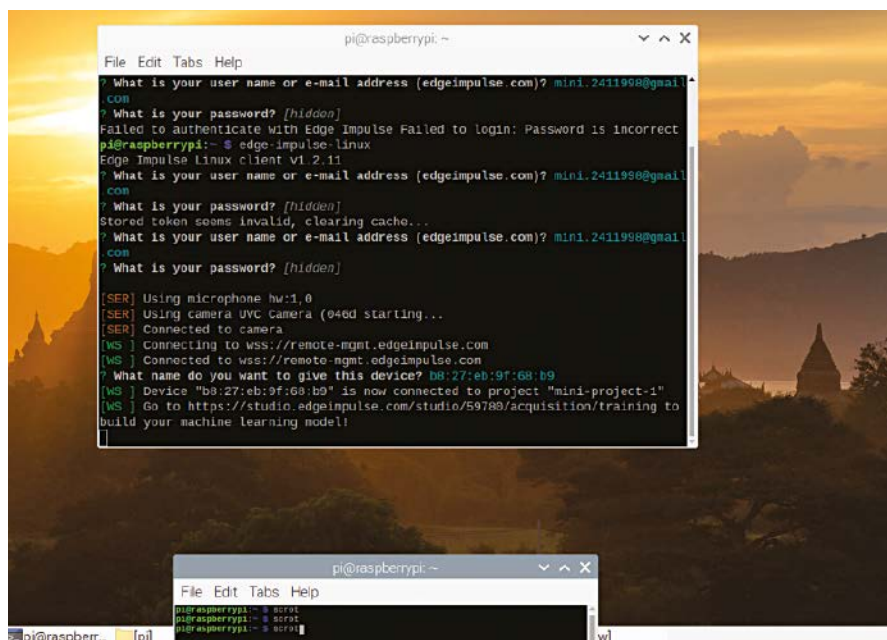 pi@raspberrypi: ~
File Edit Tabs Help
? What is your user name or e-mail address (edgeimpulse.com)? mini.2411998@gmail
.com
? What is your password? [hidden]
Failed to authenticate with Edge Impulse Failed to login: Password is incorrect
pi@raspberrypi:~ $ edge-impulse-linux
Edge Impulse Linux client v1.2.11
? What is your user name or e-mail address (edgeimpulse.com)? mini.2411998@gmail
.com
? What is your password? [hidden]
Stored token seems invalid, clearing cache...
? What is your user name or e-mail address (edgeimpulse.com)? mini.2411998@gmail
.com
? What is your password? [hidden]
[SER] Using microphone hw:1,0
[SER] Using camera UVC Camera (046d starting...
[SER] Connected to camera
[WS ] Connecting to wss://remote-mgmt.edgeimpulse.com
[WS ] Connected to wss://remote-mgmt.edgeimpulse.com
? What name do you want to give this device? b8:27:eb:9f:68:b9
[WS ] Device "b8:27:eb:9f:68:b9" is now connected to project "mini-project-1"
[WS ] Go to https://studio.edgeimpulse.com/studio/59780/acquisition/training to
build your machine learning model!
pi@raspberrypi: ~
File Edit Tabs Help
pi@raspberrypi:~ $ scrot
pi@raspberrypi:~ $ scrot
pi@raspberrypi:~ $ scrot
pi@raspberr... [pi] w]